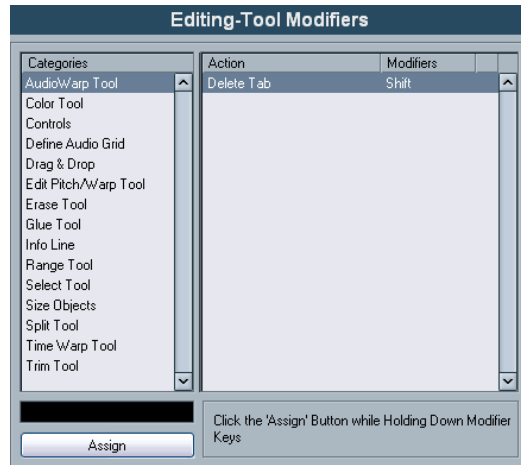 Editing-Tool Modifiers
Categories
Action Modifiers
AudioWarp Tool
Delete Tab Shift
Color Tool
Controls
Define Audio Grid
Drag & Drop
Edit Pitch/Warp Tool
Erase Tool
Glue Tool
Info Line
Range Tool
Select Tool
Size Objects
Split Tool
Time Warp Tool
Trim Tool
Click the 'Assign' Button while Holding Down Modifier
Keys
Assign